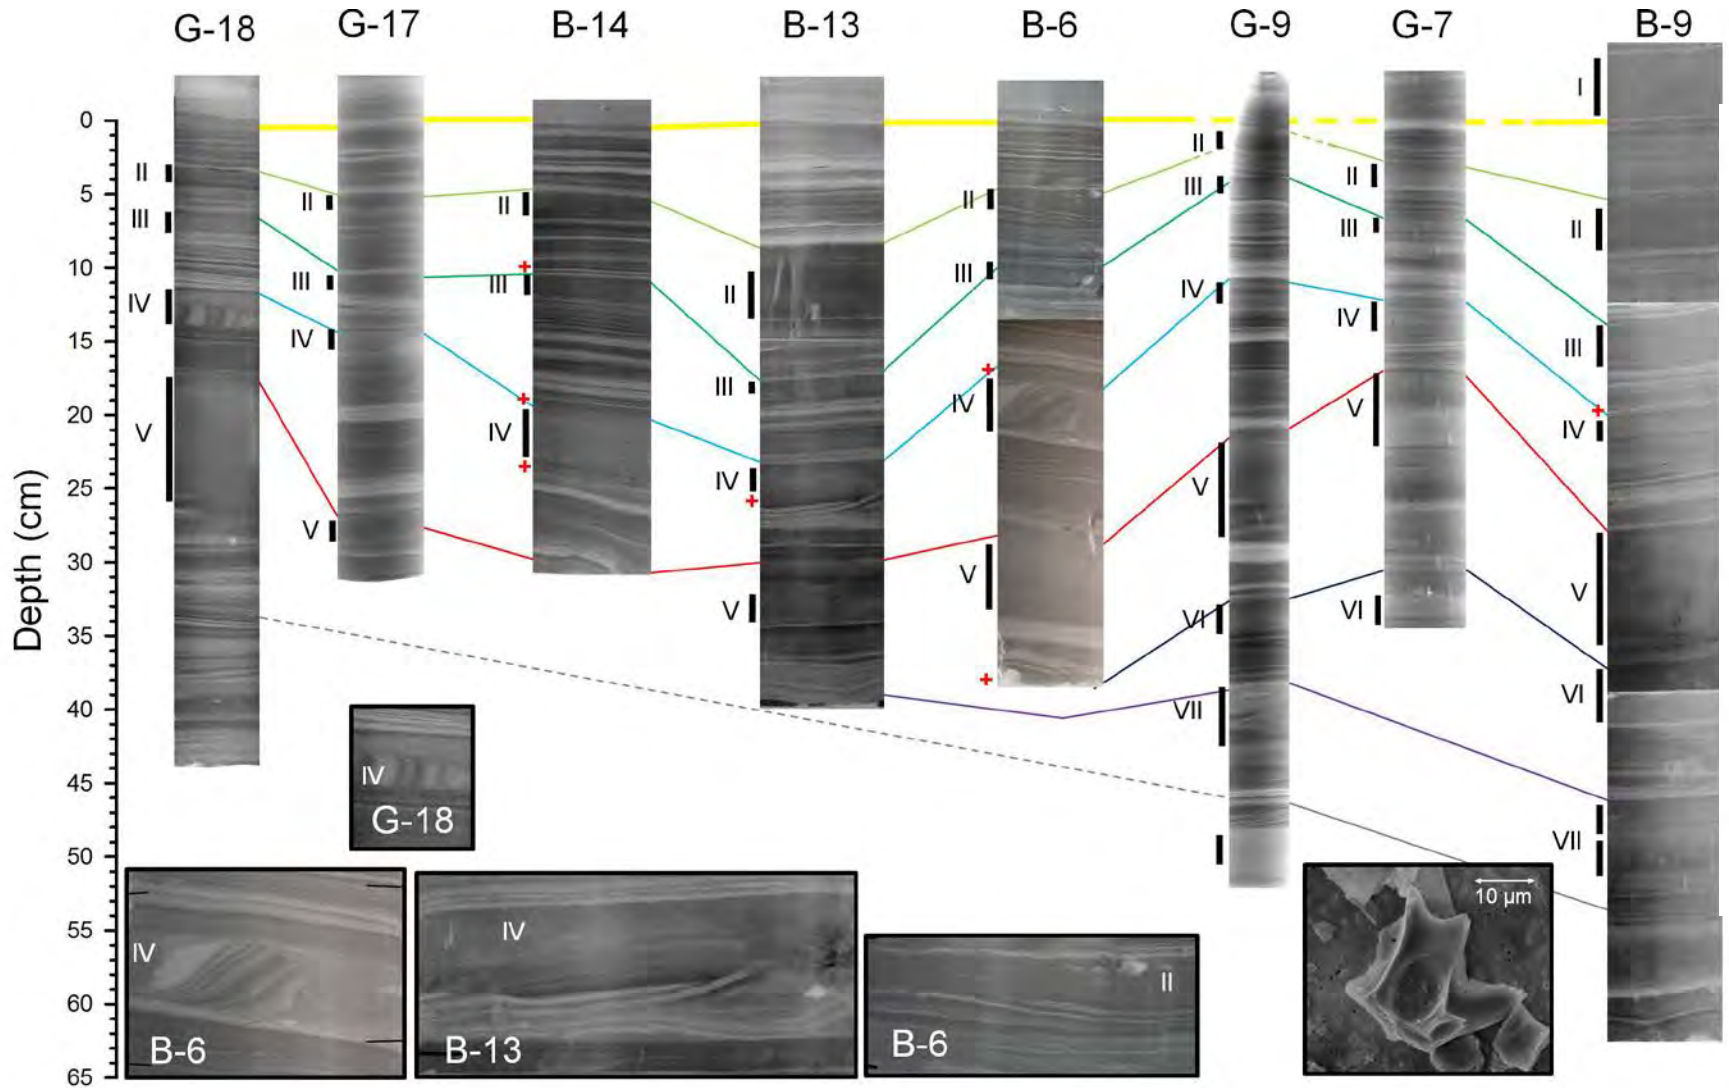 G-18 G-17 B-14 B-13 B-6 G-9 G-7 B-9
Depth (cm)
0
5
10
15
20
25
30
35
40
45
50
55
60
65
II
III
IV
V
II
III
IV
V
II
III
IV
II
III
IV
V
II
III
IV
V
II
III
IV
V
VI
VII
II
III
IV
V
VI
I
II
III
IV
V
VI
VII
IV
G-18
IV
B-6
IV
B-13
II
B-6
10 µm